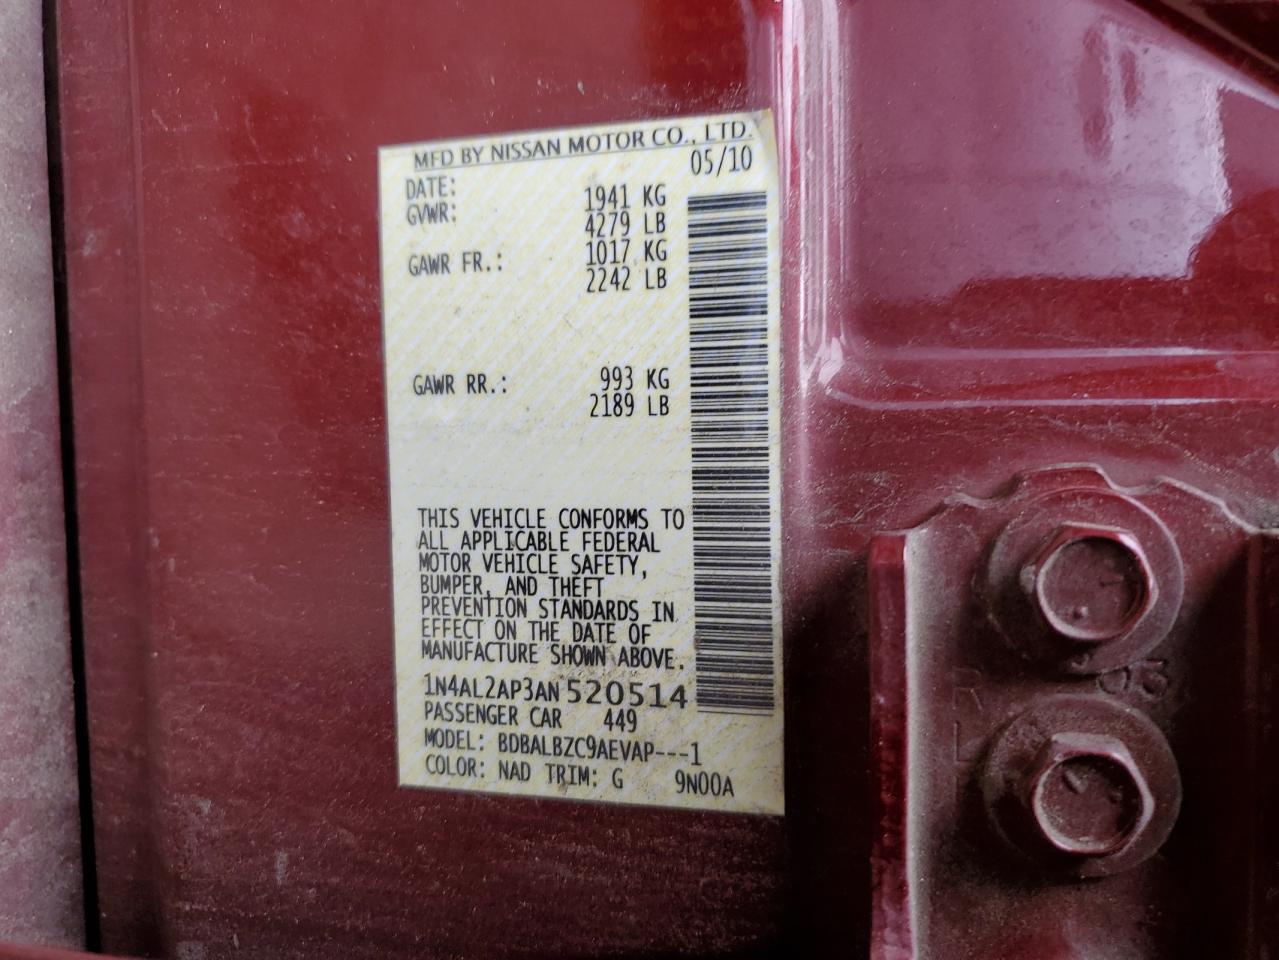 MFD BY NISSAN MOTOR CO., LTD.
DATE: 05/10
GVWR: 1941 KG
4279 LB
GAWR FR.: 1017 KG
2242 LB
GAWR RR.: 993 KG
2189 LB
THIS VEHICLE CONFORMS TO
ALL APPLICABLE FEDERAL
MOTOR VEHICLE SAFETY,
BUMPER, AND THEFT
PREVENTION STANDARDS IN
EFFECT ON THE DATE OF
MANUFACTURE SHOWN ABOVE.
1N4AL2AP3AN520514
PASSENGER CAR 449
MODEL: BDBALBZC9AEVAP---1
COLOR: NAD TRIM: G 9N00A
R
L